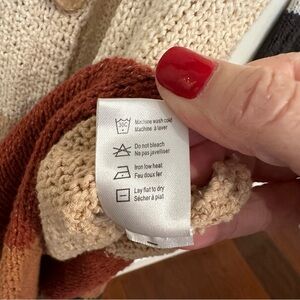 30C
Machine wash cold
Machine à laver
Do not bleach
Ne pas javelliser
Iron low heat
Feu doux fer
Lay flat to dry
Sécher à plat